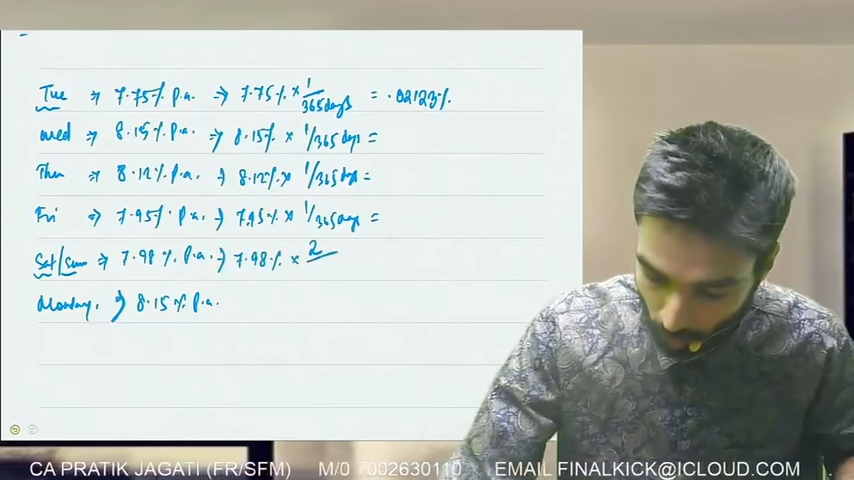 Tue ⇒ 7.75% p.a. ⇒ 7.75% × 1/365days = .02123%
Wed ⇒ 8.15% p.a. ⇒ 8.15% × 1/365days =
Thu ⇒ 8.12% p.a. ⇒ 8.12% × 1/365days =
Fri ⇒ 7.95% p.a. ⇒ 7.95% × 1/365days =
Sat/Sun ⇒ 7.98% p.a. ⇒ 7.98% × 2/
Monday. ⇒ 8.15% p.a.
CA PRATIK JAGATI (FR/SFM) M/0 7002630110 EMAIL FINALKICK@ICLOUD.COM